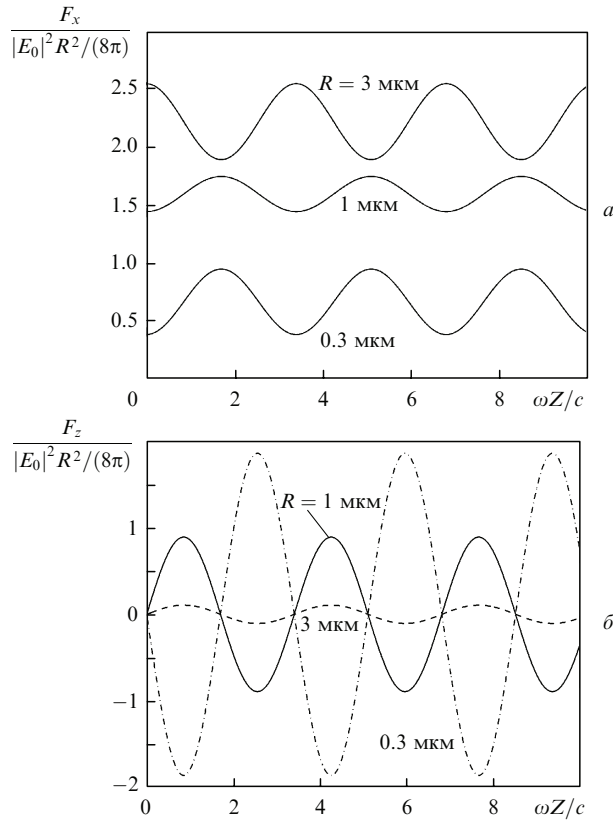 F_x
|E_0|^2 R^2/(8π)
2.5
R = 3 мкм
2.0
1.5
1 мкм
а
1.0
0.5
0.3 мкм
0
2
4
6
8
ωZ/c
F_z
|E_0|^2 R^2/(8π)
R = 1 мкм
1
0
3 мкм
б
−1
0.3 мкм
−2
0
2
4
6
8
ωZ/c